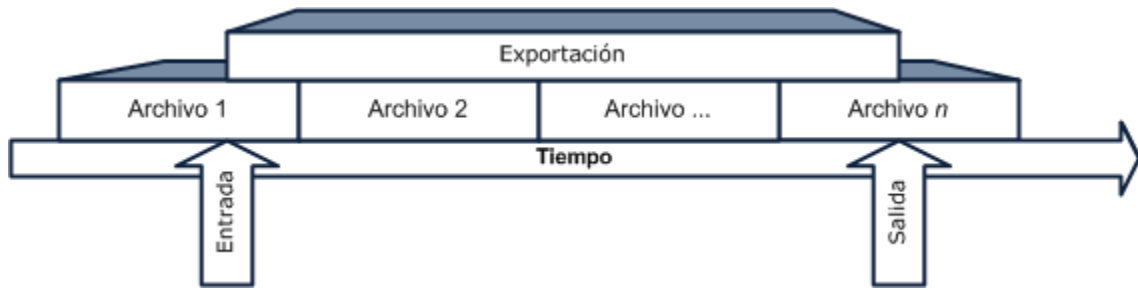 Exportación
Archivo 1
Archivo 2
Archivo ...
Archivo n
Tiempo
Entrada
Salida